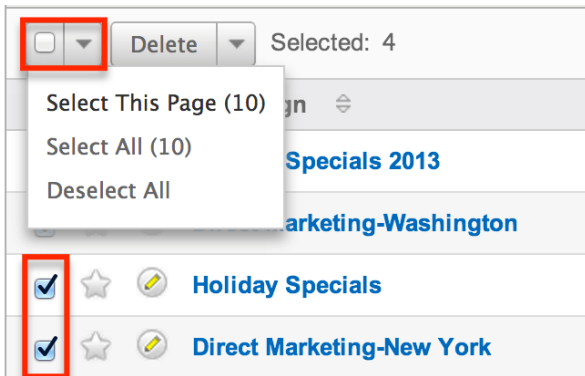 Delete Selected: 4
Select This Page (10)
gn
Select All (10)
Specials 2013
Deselect All
Marketing-Washington
Holiday Specials
Direct Marketing-New York